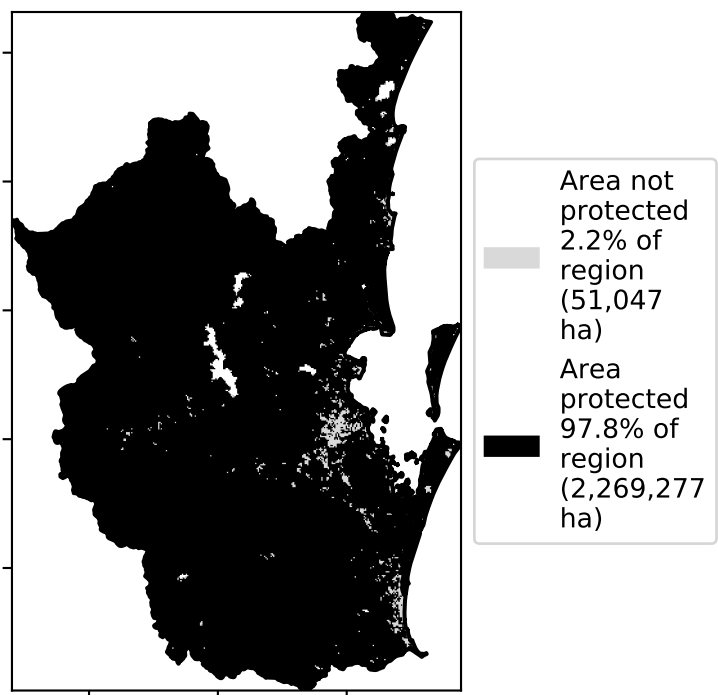 Area not
protected
2.2% of
region
(51,047
ha)
Area
protected
97.8% of
region
(2,269,277
ha)